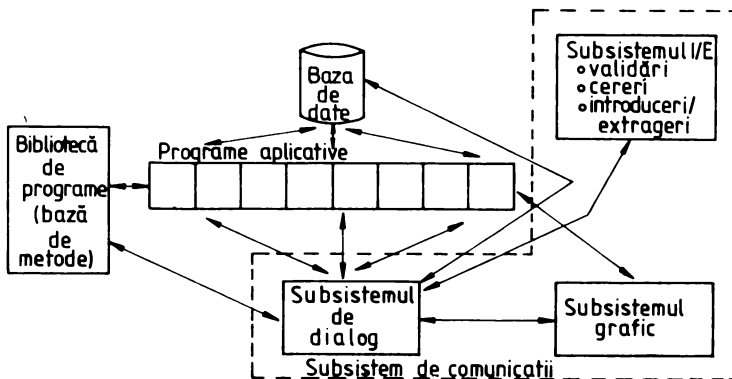 Baza
de
date
Subsistemul I/E
validări
cereri
introduceri/
extrageri
Bibliotecă
de
programe
(bază
de
metode)
Programe aplicative
Subsistemul
de
dialog
Subsistemul
grafic
Subsistem de comunicatii